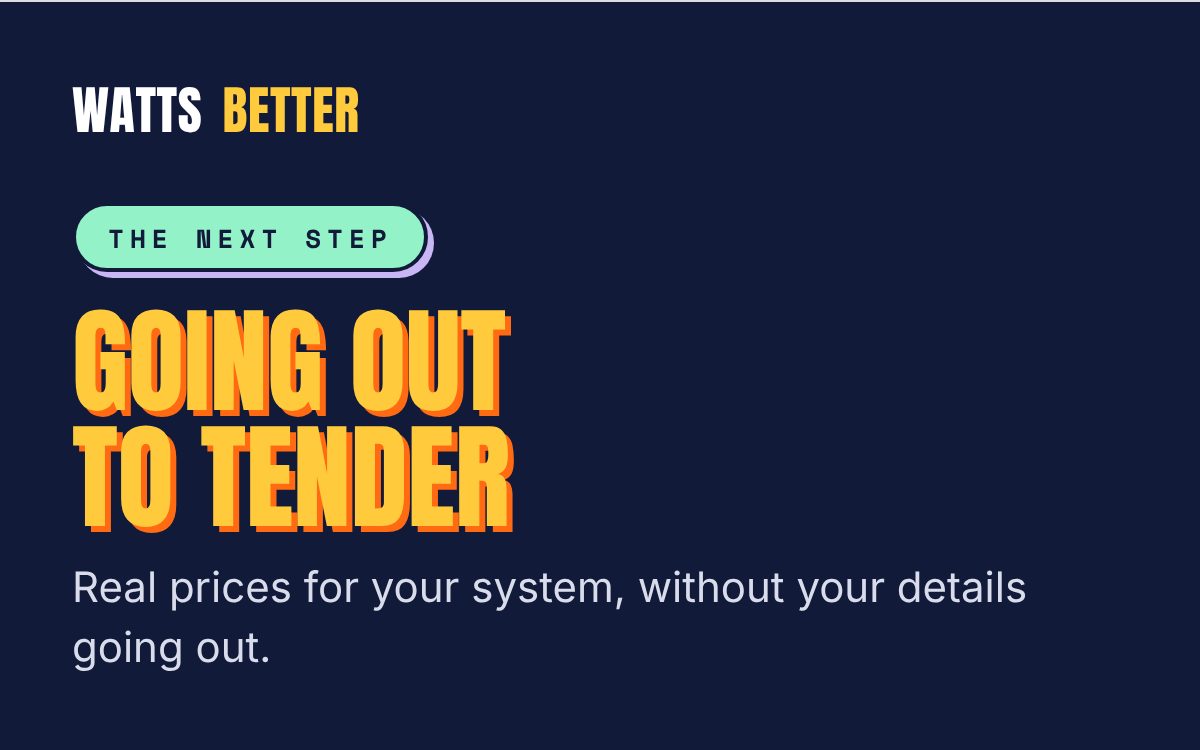 WATTS BETTER
THE NEXT STEP
GOING OUT
TO TENDER
Real prices for your system, without your details
going out.